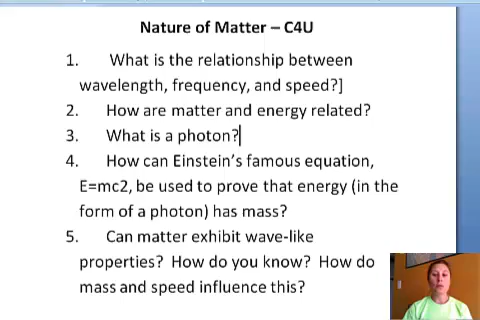 Nature of Matter – C4U
1. What is the relationship between
wavelength, frequency, and speed?]
2. How are matter and energy related?
3. What is a photon?
4. How can Einstein's famous equation,
E=mc2, be used to prove that energy (in the
form of a photon) has mass?
5. Can matter exhibit wave-like
properties? How do you know? How do
mass and speed influence this?